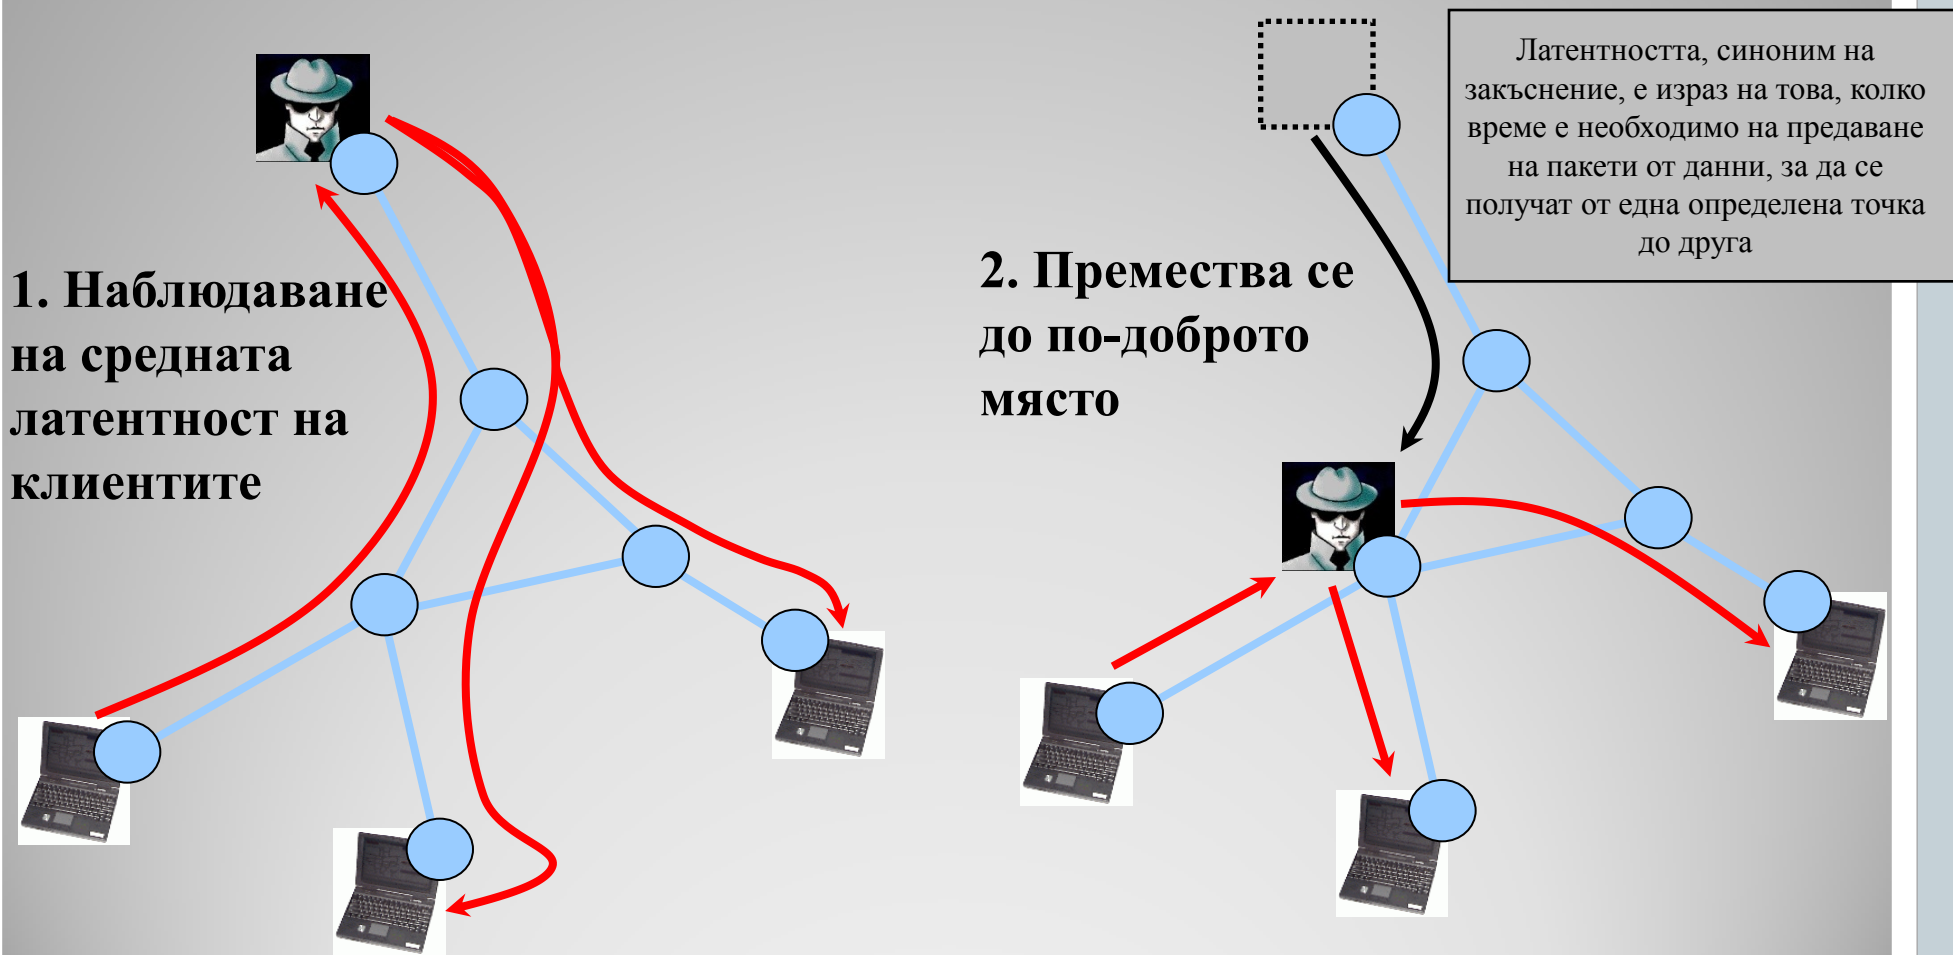 1. Наблюдаване
на средната
латентност на
клиентите
2. Премества се
до по-доброто
място
Латентността, синоним на
закъснение, е израз на това, колко
време е необходимо на предаване
на пакети от данни, за да се
получат от една определена точка
до друга